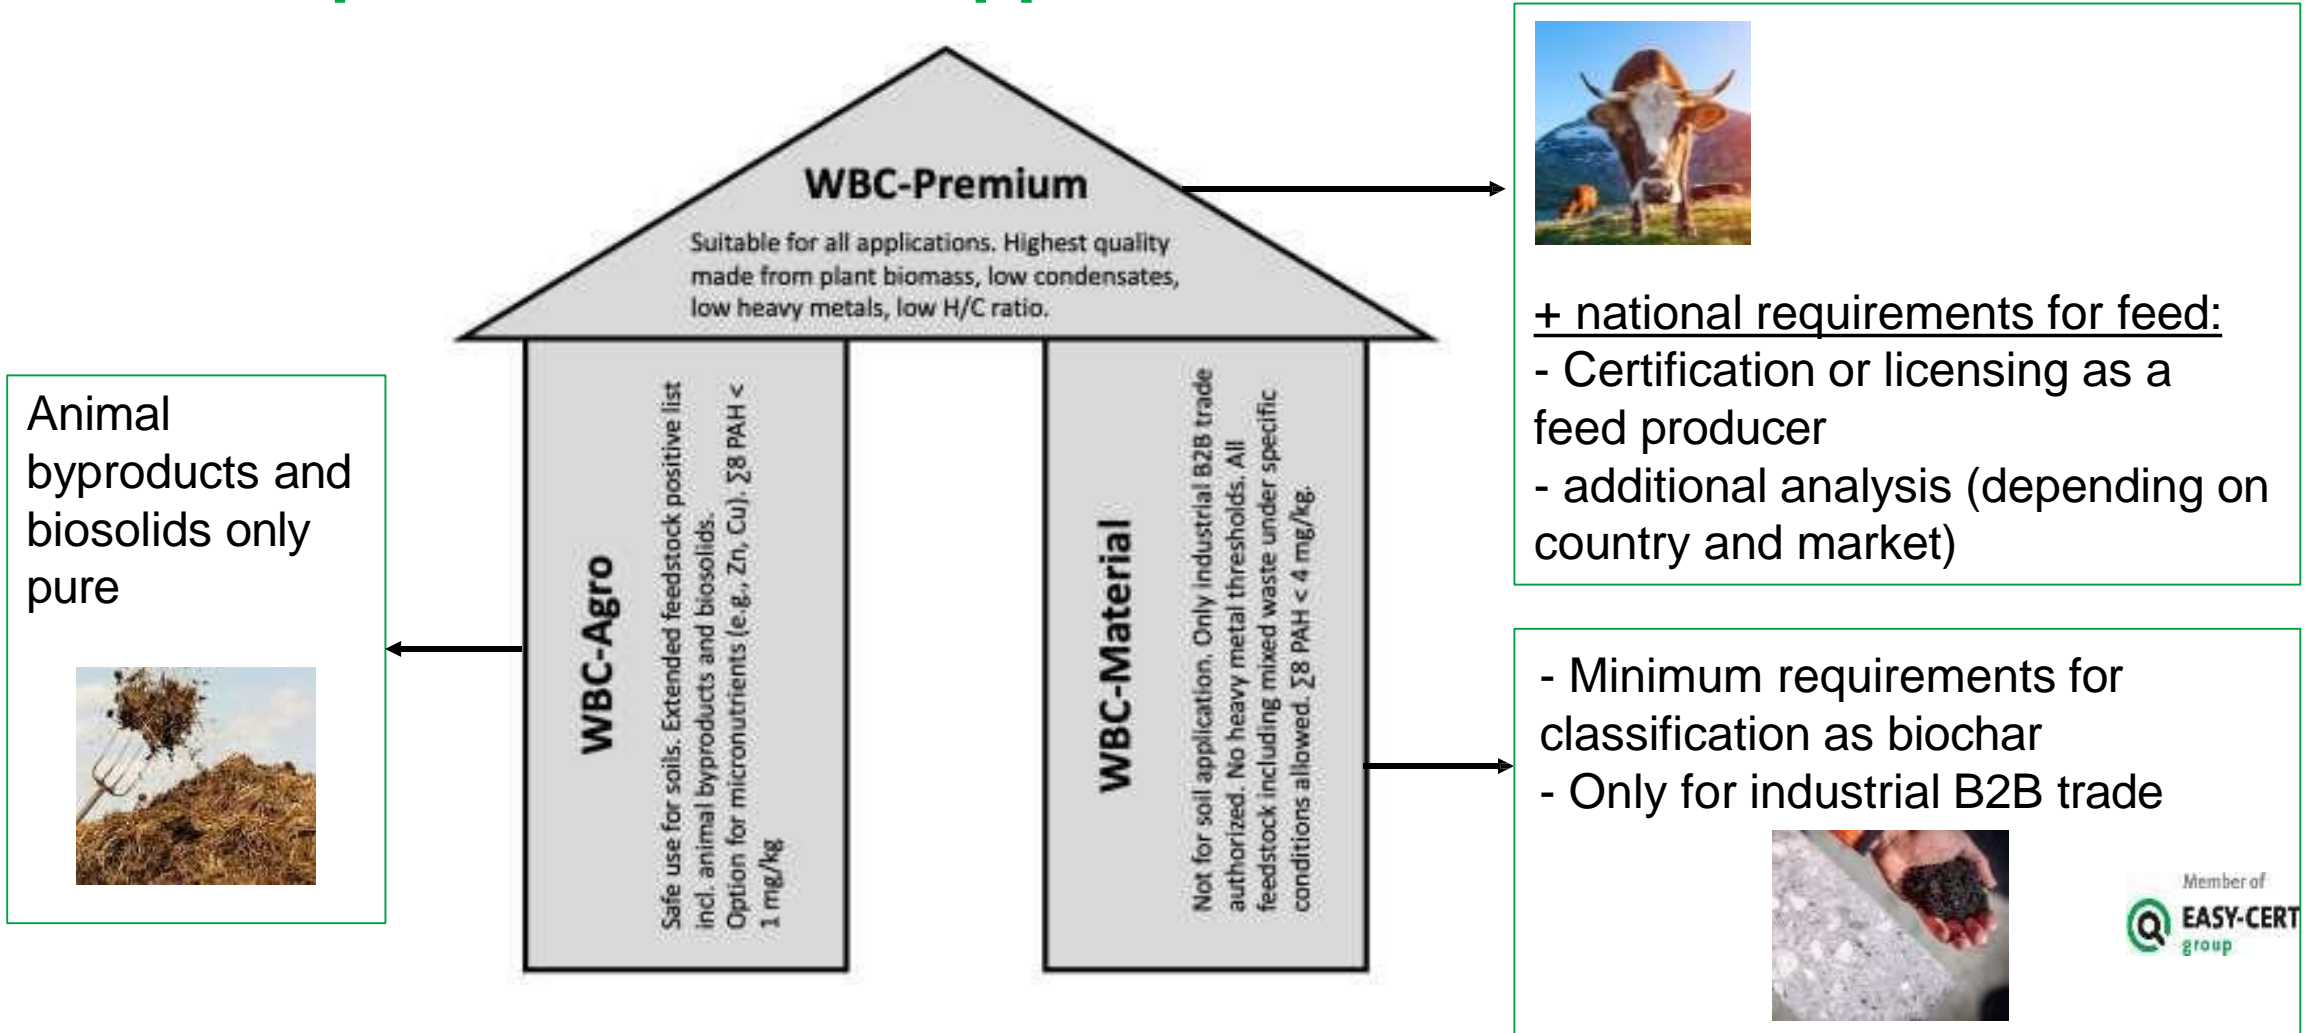 WBC-Premium
Suitable for all applications. Highest quality
made from plant biomass, low condensates,
low heavy metals, low H/C ratio.
Animal
byproducts and
biosolids only
pure
WBC-Agro
Safe use for soils. Extended feedstock positive list
incl. animal byproducts and biosolids.
Option for micronutrients (e.g., Zn, Cu). ∑8 PAH <
1 mg/kg
WBC-Material
Not for soil application. Only industrial B2B trade
authorized. No heavy metal thresholds. All
feedstock including mixed waste under specific
conditions allowed. ∑8 PAH < 4 mg/kg.
+ national requirements for feed:
- Certification or licensing as a
feed producer
- additional analysis (depending on
country and market)
- Minimum requirements for
classification as biochar
- Only for industrial B2B trade
Member of
EASY-CERT
group